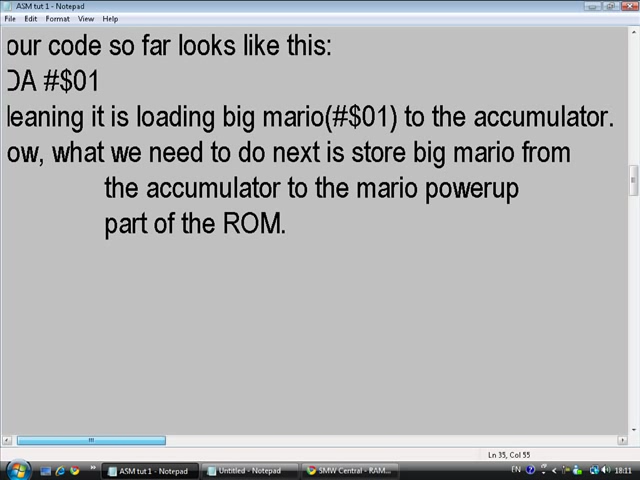 ASM tut 1 - Notepad
File Edit Format View Help
our code so far looks like this:
DA #$01
leaning it is loading big mario(#$01) to the accumulator.
ow, what we need to do next is store big mario from
the accumulator to the mario powerup
part of the ROM.
Ln 35, Col 55
ASM tut 1 - Notepad
Untitled - Notepad
SMW Central - RAM...
EN
18:11